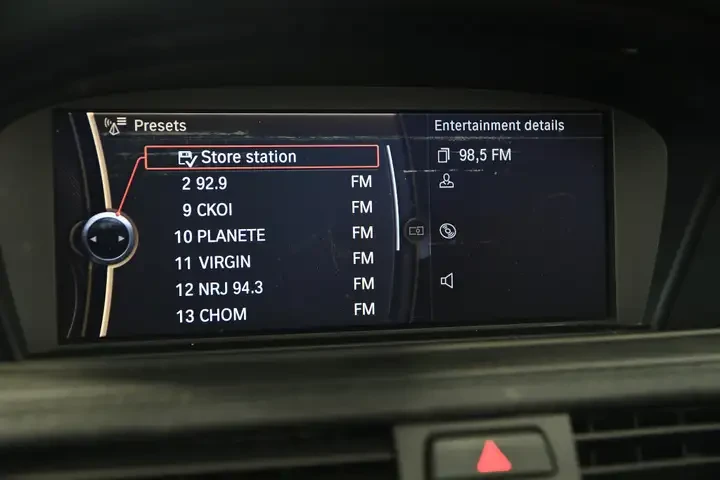 Presets
Store station
2 92.9 FM
9 CKOI FM
10 PLANETE FM
11 VIRGIN FM
12 NRJ 94.3 FM
13 CHOM FM
Entertainment details
98,5 FM